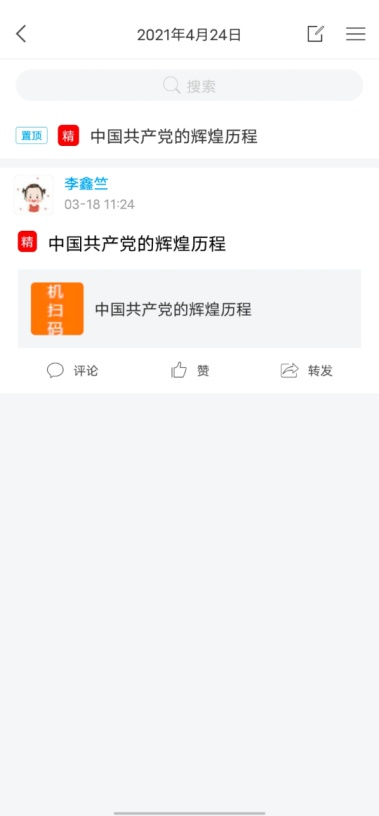 2021年4月24日
搜索
置顶 精 中国共产党的辉煌历程
李鑫竺
03-18 11:24
精 中国共产党的辉煌历程
机
扫
码
中国共产党的辉煌历程
评论 赞 转发